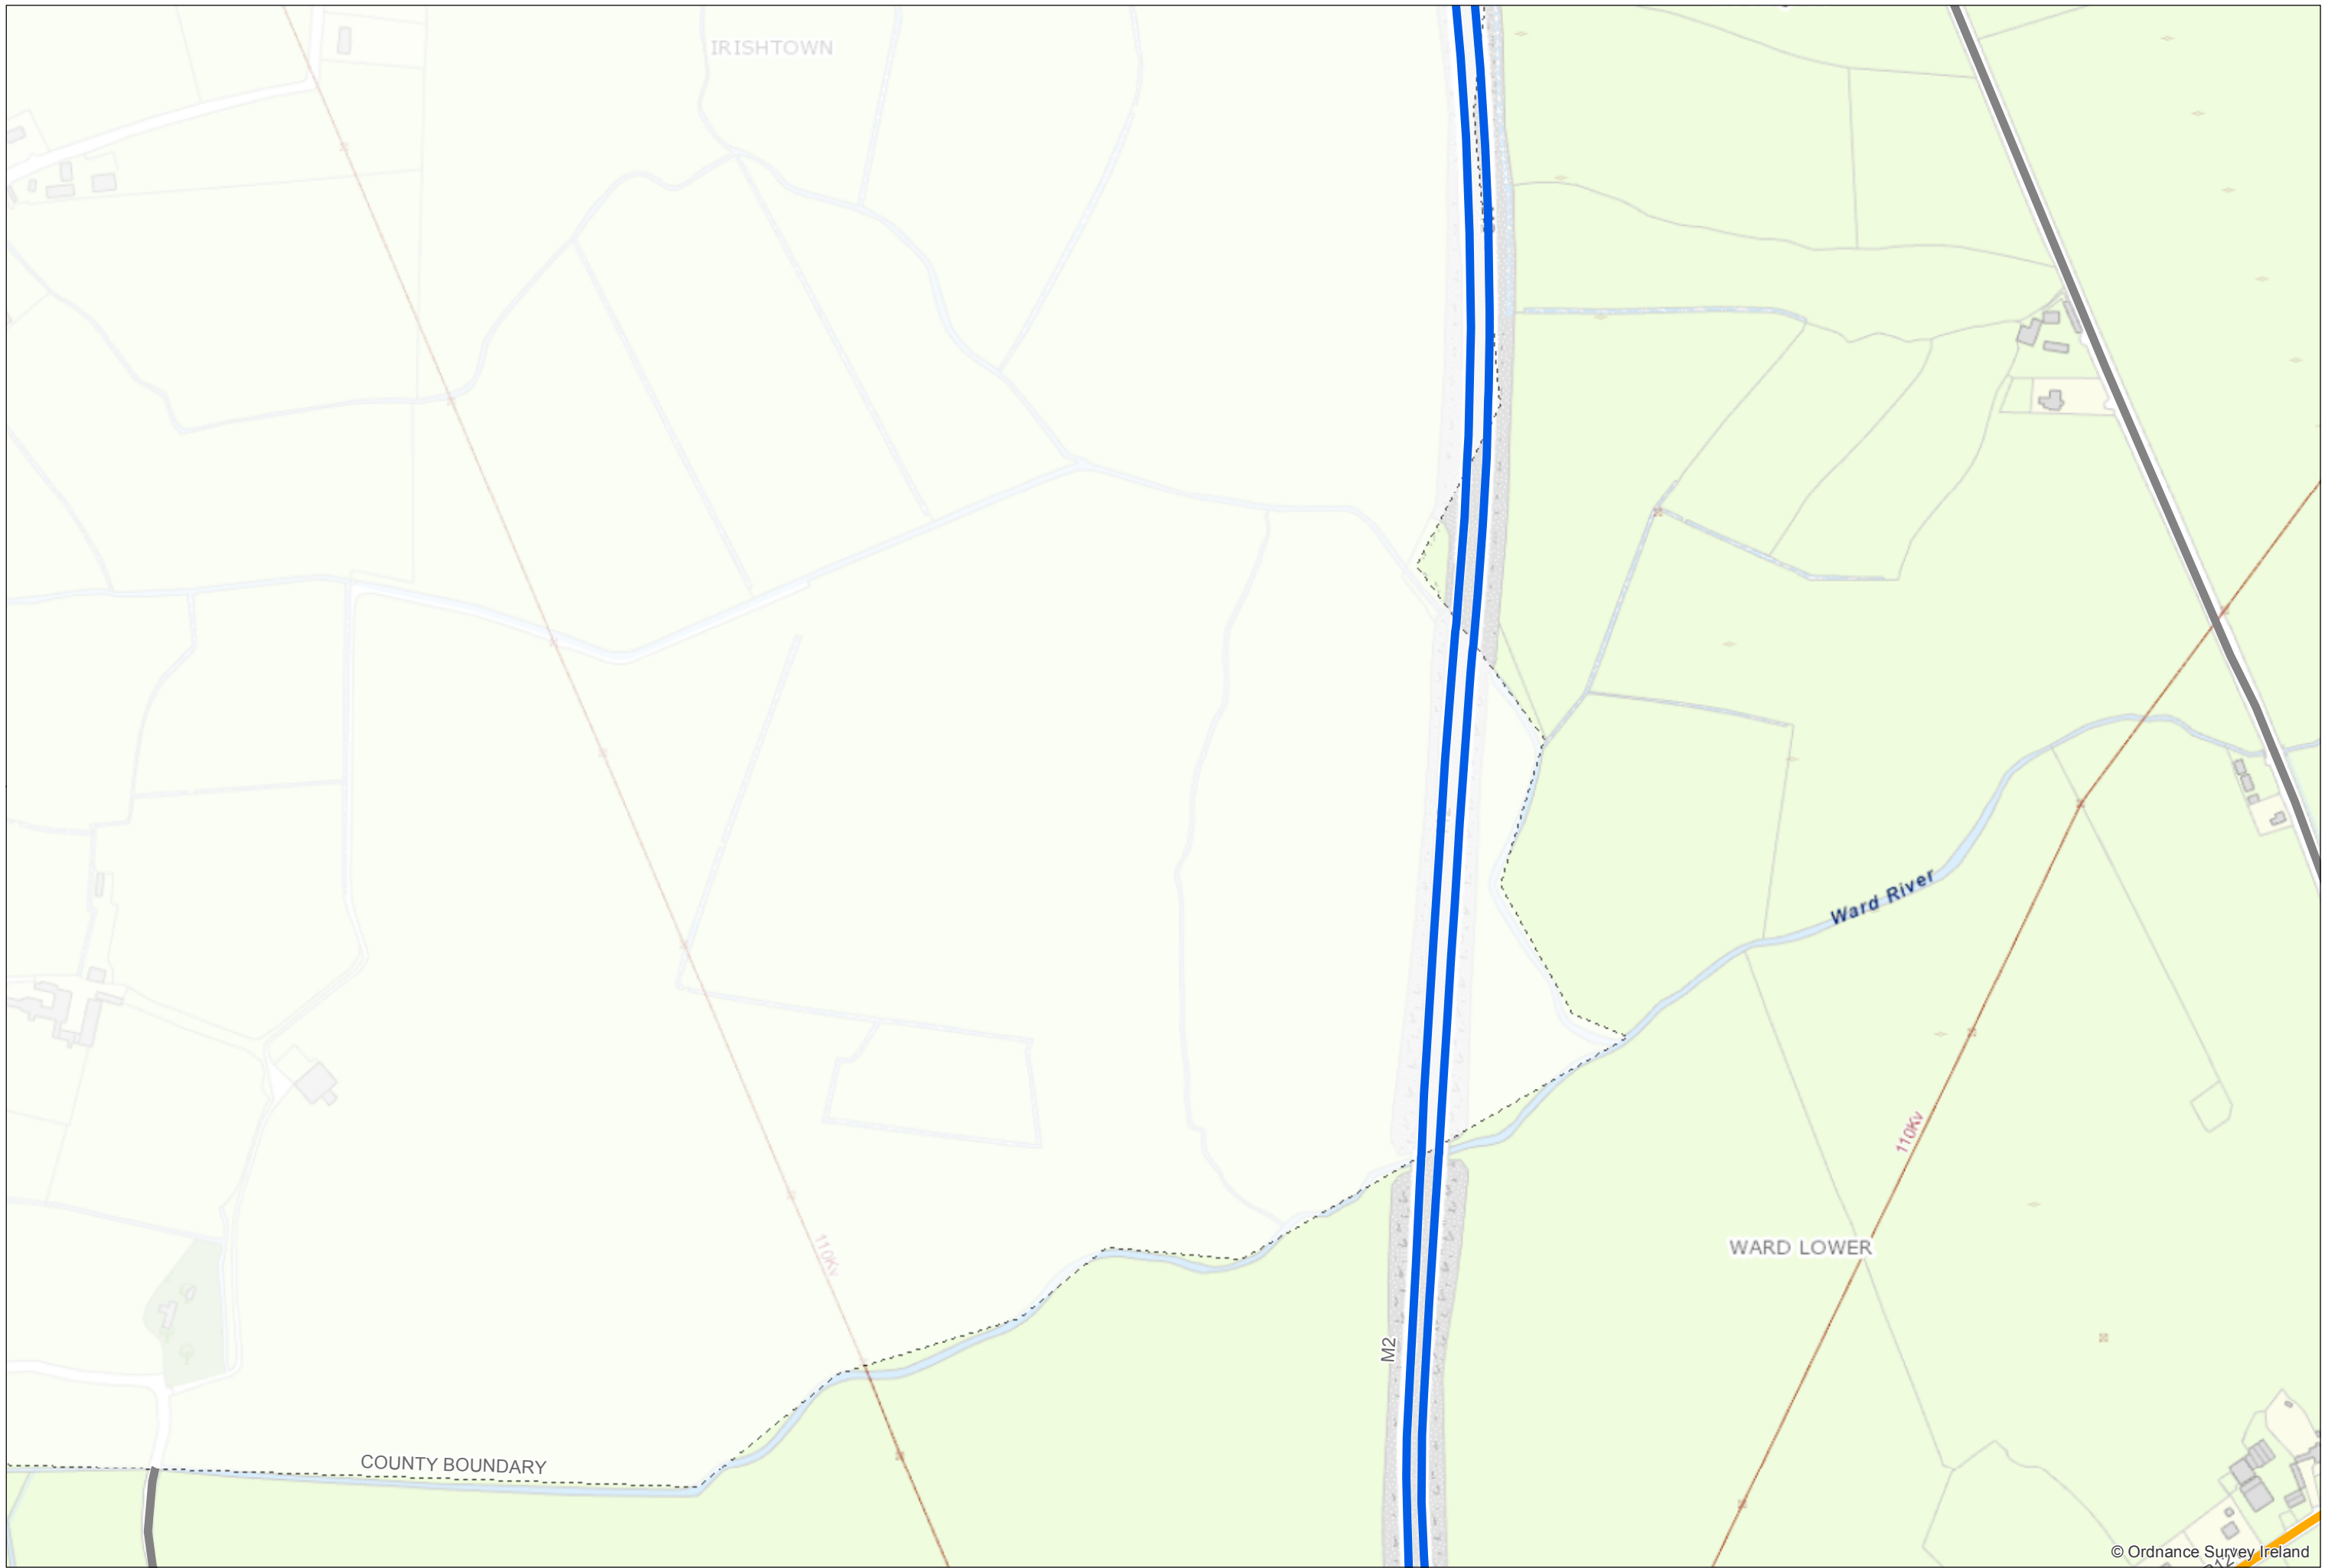 IRISHTOWN
Ward River
110Kv
WARD LOWER
110Kv
M2
COUNTY BOUNDARY
© Ordnance Survey Ireland